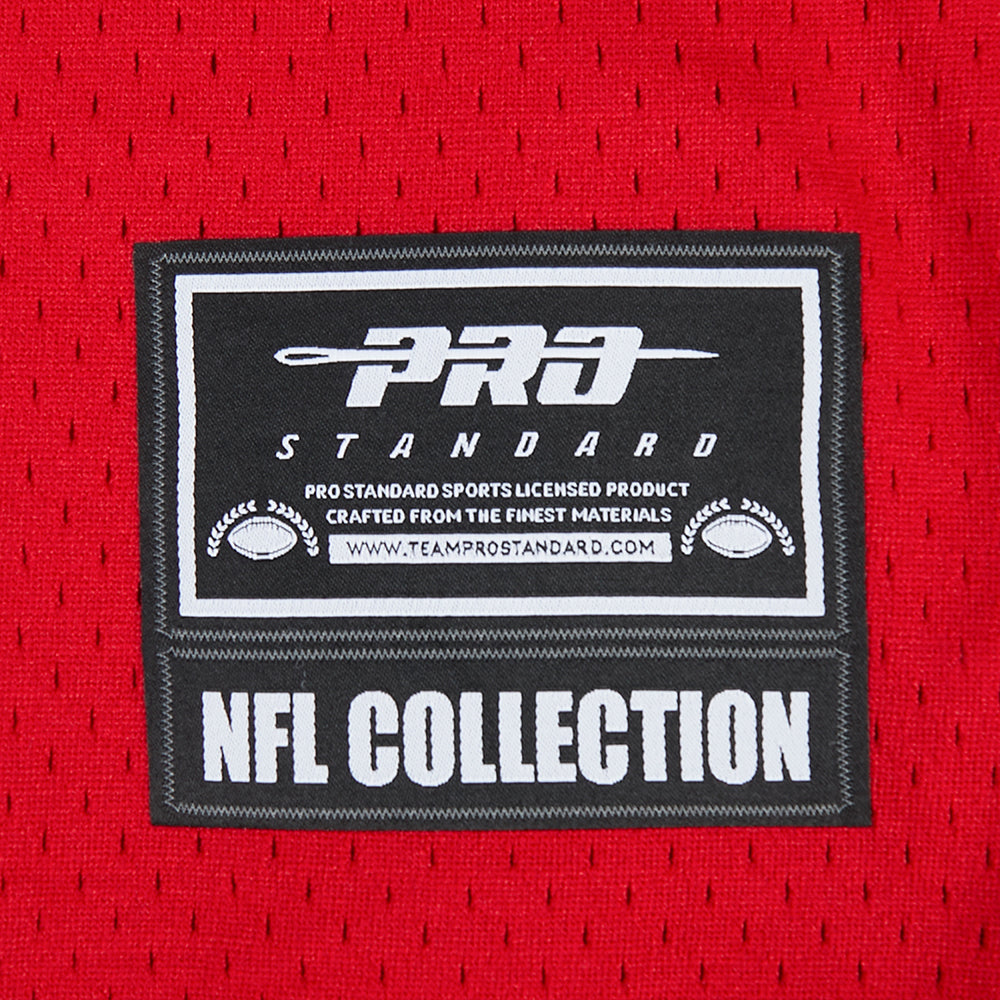 PRO
STANDARD
PRO STANDARD SPORTS LICENSED PRODUCT
CRAFTED FROM THE FINEST MATERIALS
WWW.TEAMPROSTANDARD.COM
NFL COLLECTION